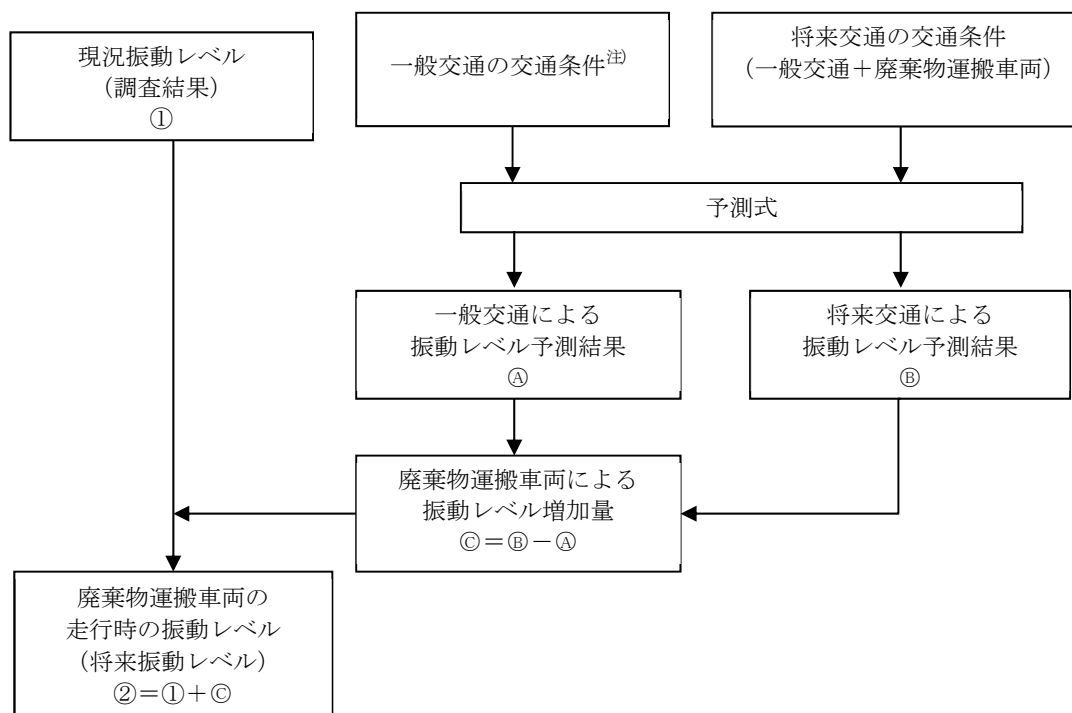 現況振動レベル
（調査結果）
①
一般交通の交通条件注)
将来交通の交通条件
（一般交通＋廃棄物運搬車両）
予測式
一般交通による
振動レベル予測結果
Ⓐ
将来交通による
振動レベル予測結果
Ⓑ
廃棄物運搬車両による
振動レベル増加量
Ⓒ＝Ⓑ－Ⓐ
廃棄物運搬車両の
走行時の振動レベル
（将来振動レベル）
②＝①＋Ⓒ